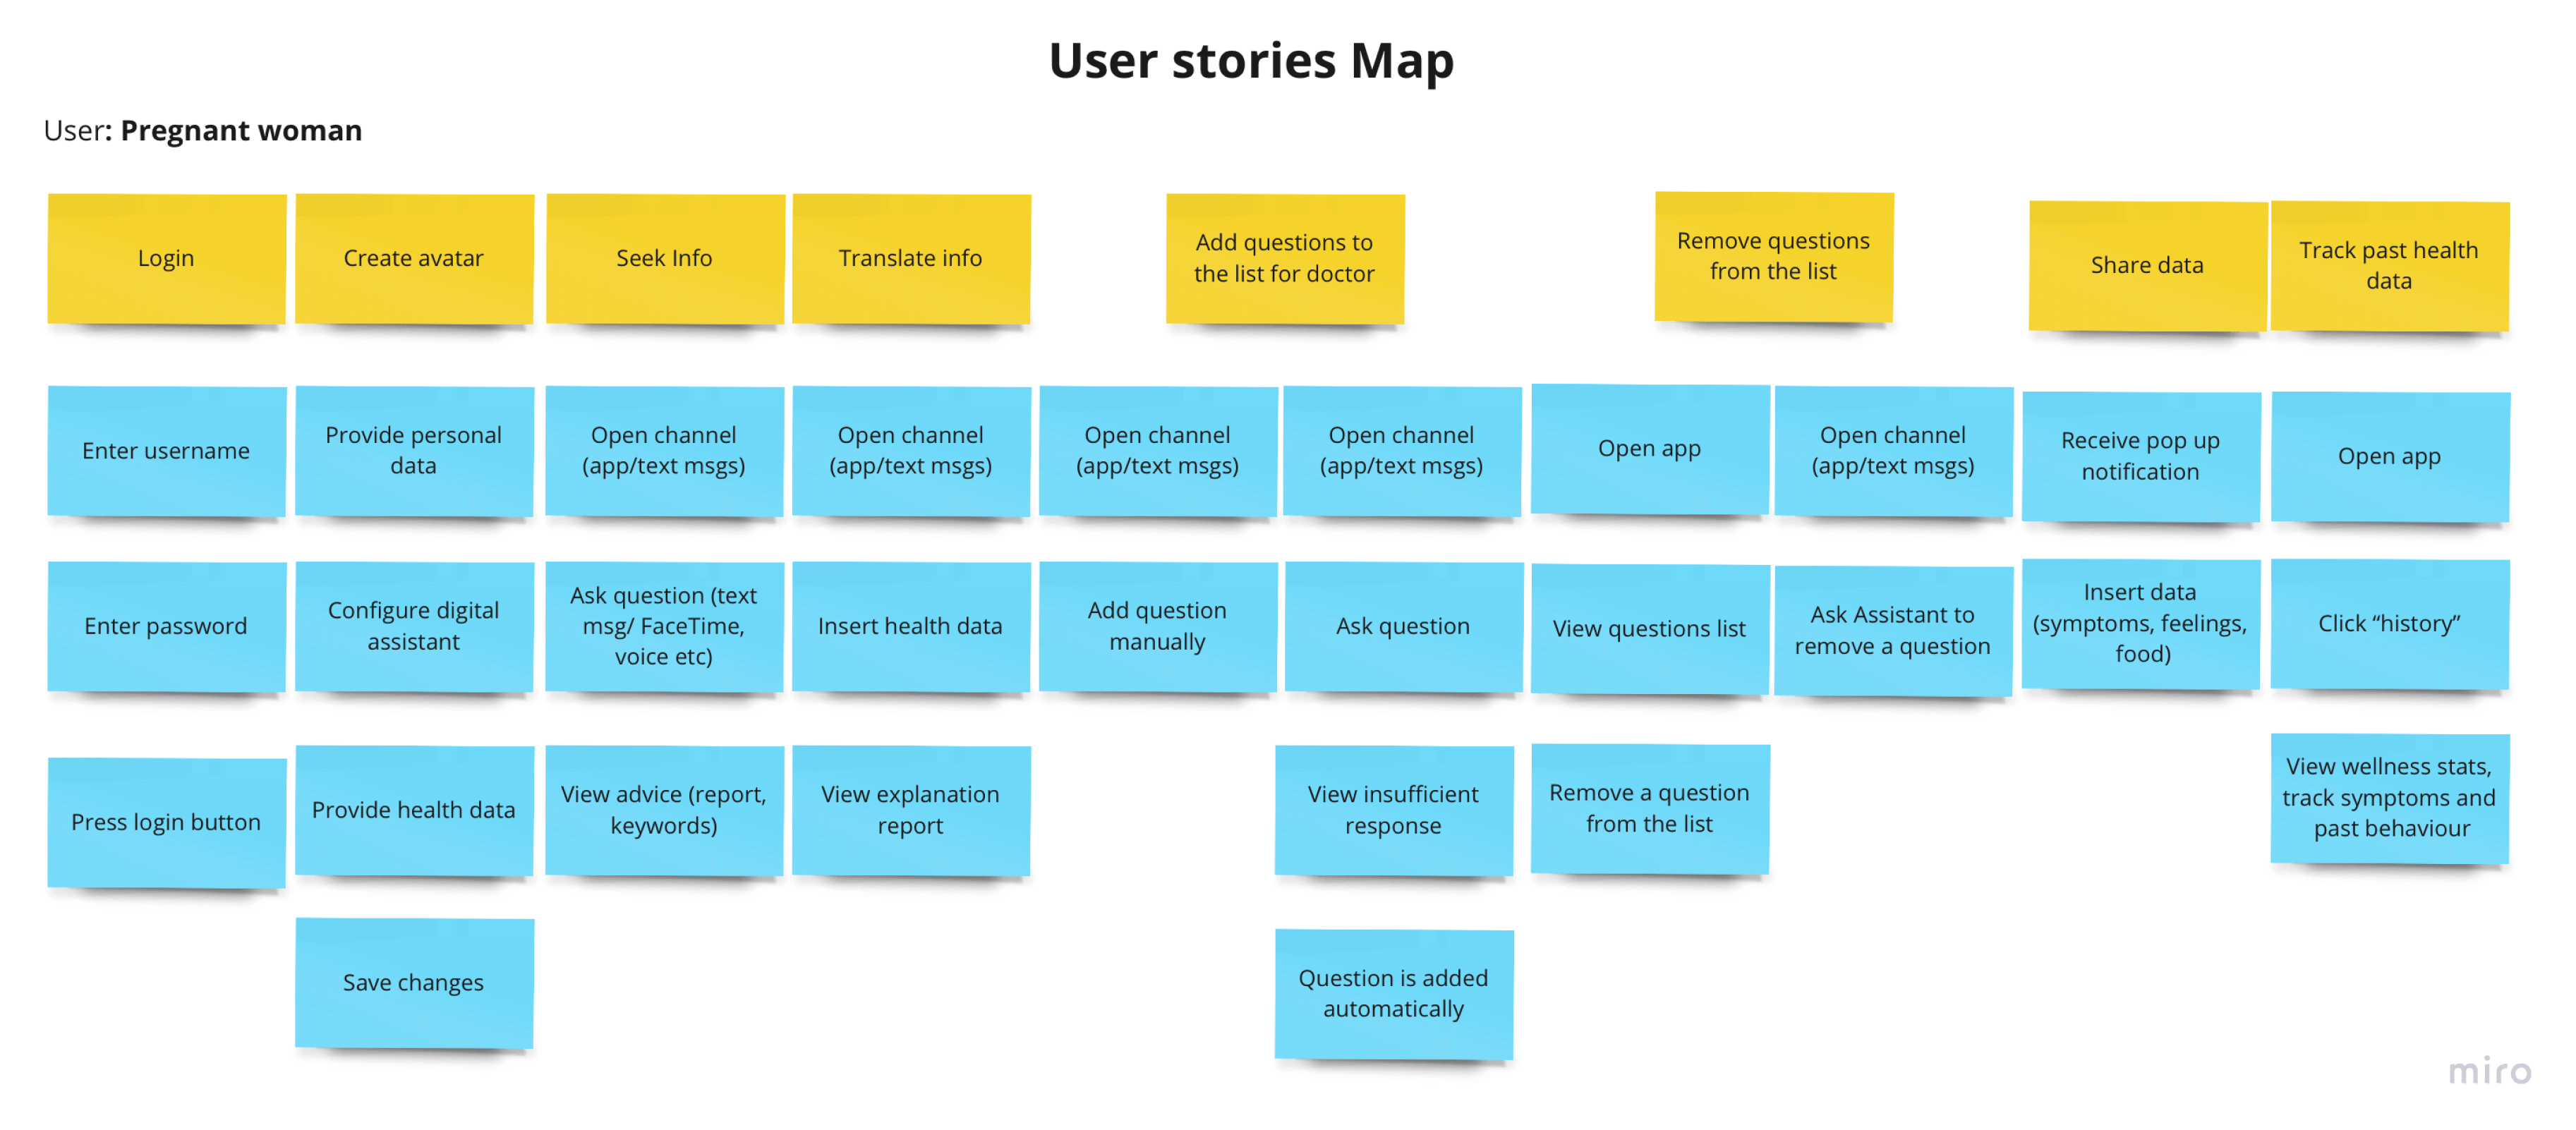 User stories Map
User: Pregnant woman
Login
Create avatar
Seek Info
Translate info
Add questions to
the list for doctor
Remove questions
from the list
Share data
Track past health
data
Enter username
Provide personal
data
Open channel
(app/text msgs)
Open channel
(app/text msgs)
Open channel
(app/text msgs)
Open channel
(app/text msgs)
Open app
Open channel
(app/text msgs)
Receive pop up
notification
Open app
Enter password
Configure digital
assistant
Ask question (text
msg/ FaceTime,
voice etc)
Insert health data
Add question
manually
Ask question
View questions list
Ask Assistant to
remove a question
Insert data
(symptoms, feelings,
food)
Click “history”
Press login button
Provide health data
View advice (report,
keywords)
View explanation
report
View insufficient
response
Remove a question
from the list
View wellness stats,
track symptoms and
past behaviour
Save changes
Question is added
automatically
miro